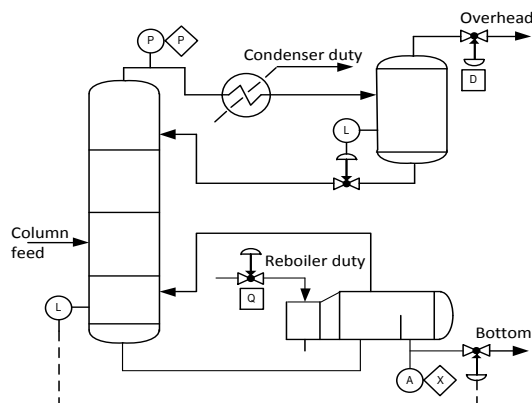 Overhead
P
P
Condenser duty
D
L
Column
feed
Reboiler duty
Q
L
Bottom
A
X